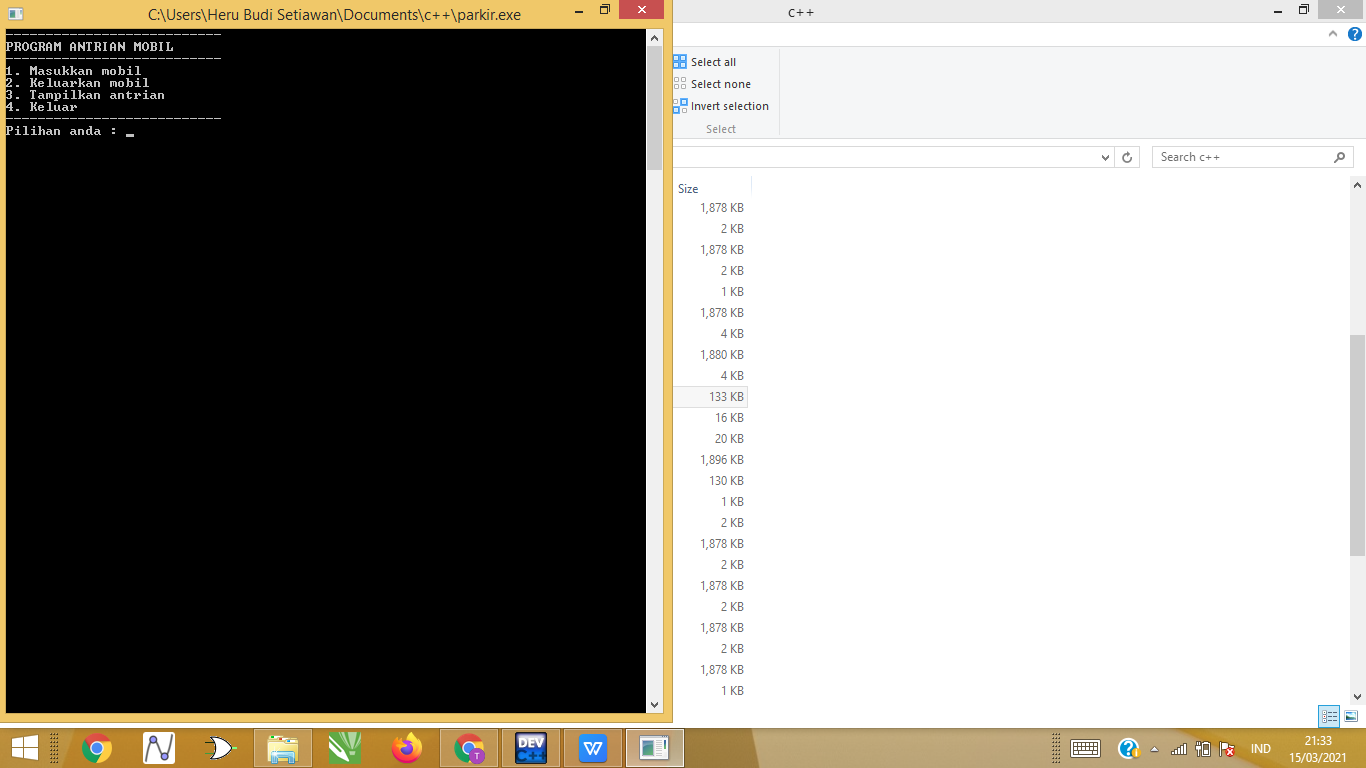 C:\Users\Heru Budi Setiawan\Documents\c++\parkir.exe
---------------------------
PROGRAM ANTRIAN MOBIL
---------------------------
1. Masukkan mobil
2. Keluarkan mobil
3. Tampilkan antrian
4. Keluar
---------------------------
Pilihan anda : _
c++
Select all
Select none
Invert selection
Select
Search c++
Size
1,878 KB
2 KB
1,878 KB
2 KB
1 KB
1,878 KB
4 KB
1,880 KB
4 KB
133 KB
16 KB
20 KB
1,896 KB
130 KB
1 KB
2 KB
1,878 KB
2 KB
1,878 KB
2 KB
1,878 KB
2 KB
1,878 KB
1 KB
T
DEV
C++
W
IND
21:33
15/03/2021